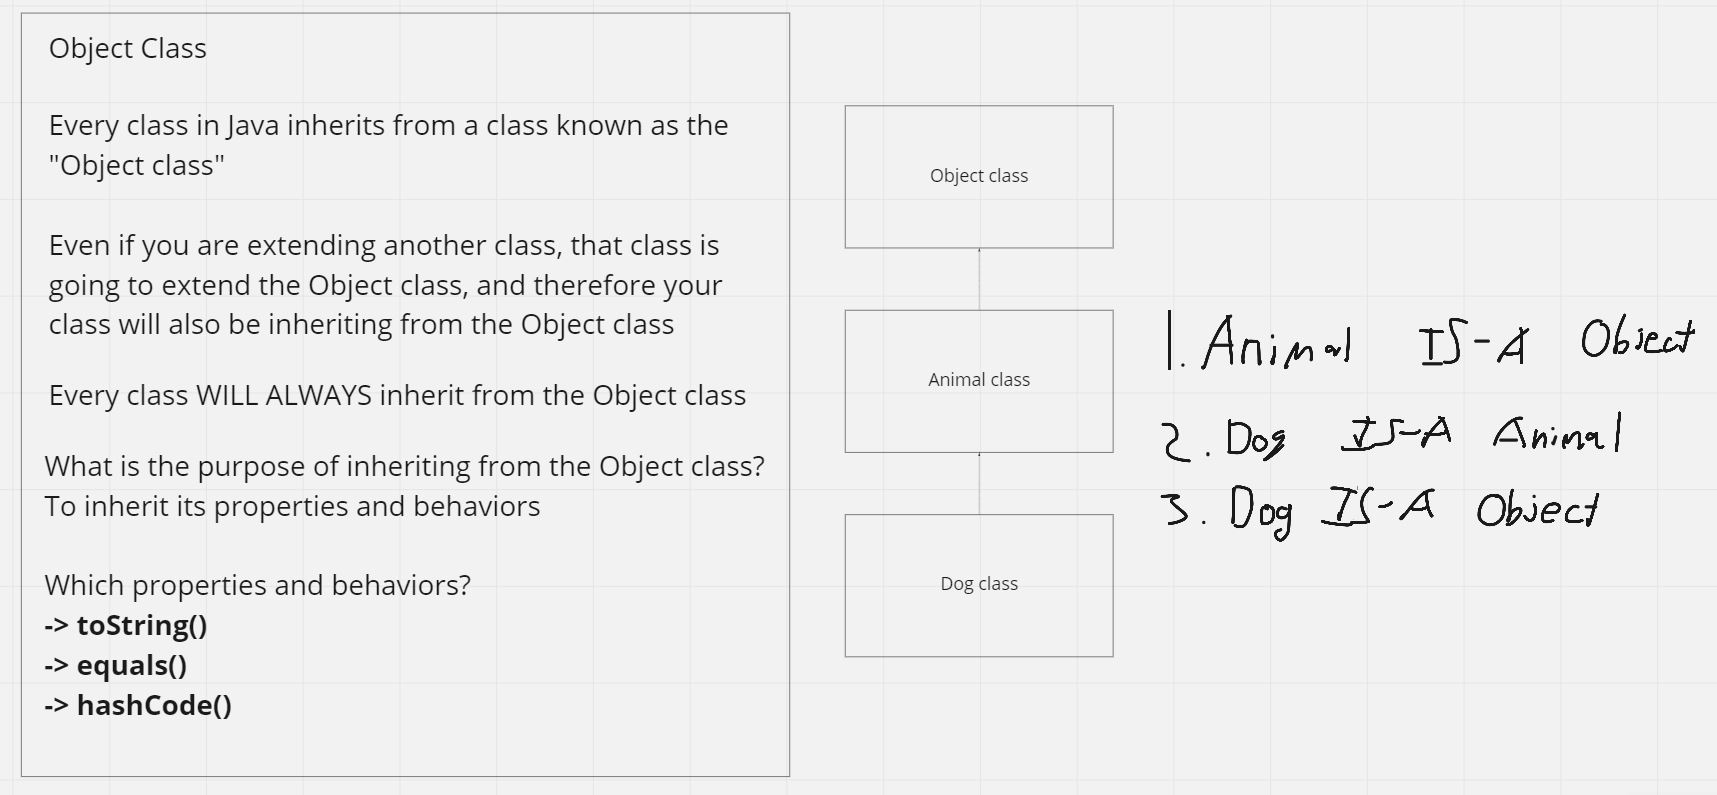 Object Class
Every class in Java inherits from a class known as the
"Object class"
Even if you are extending another class, that class is
going to extend the Object class, and therefore your
class will also be inheriting from the Object class
Every class WILL ALWAYS inherit from the Object class
What is the purpose of inheriting from the Object class?
To inherit its properties and behaviors
Which properties and behaviors?
-> toString()
-> equals()
-> hashCode()
Object class
Animal class
Dog class
1. Animal IS-A Object
2. Dog IS-A Animal
3. Dog IS-A Object